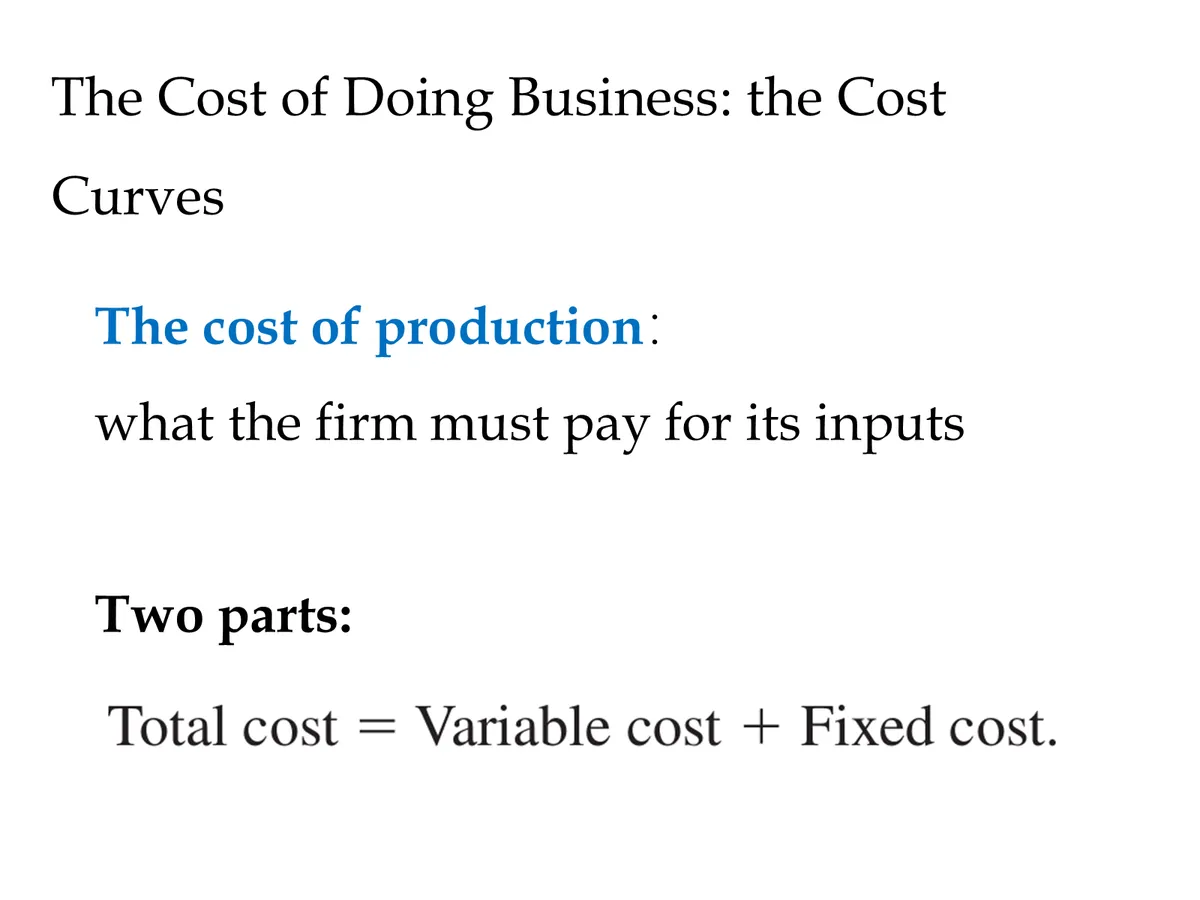 The Cost of Doing Business: the Cost
Curves
The cost of production:
what the firm must pay for its inputs
Two parts:
Total cost = Variable cost + Fixed cost.